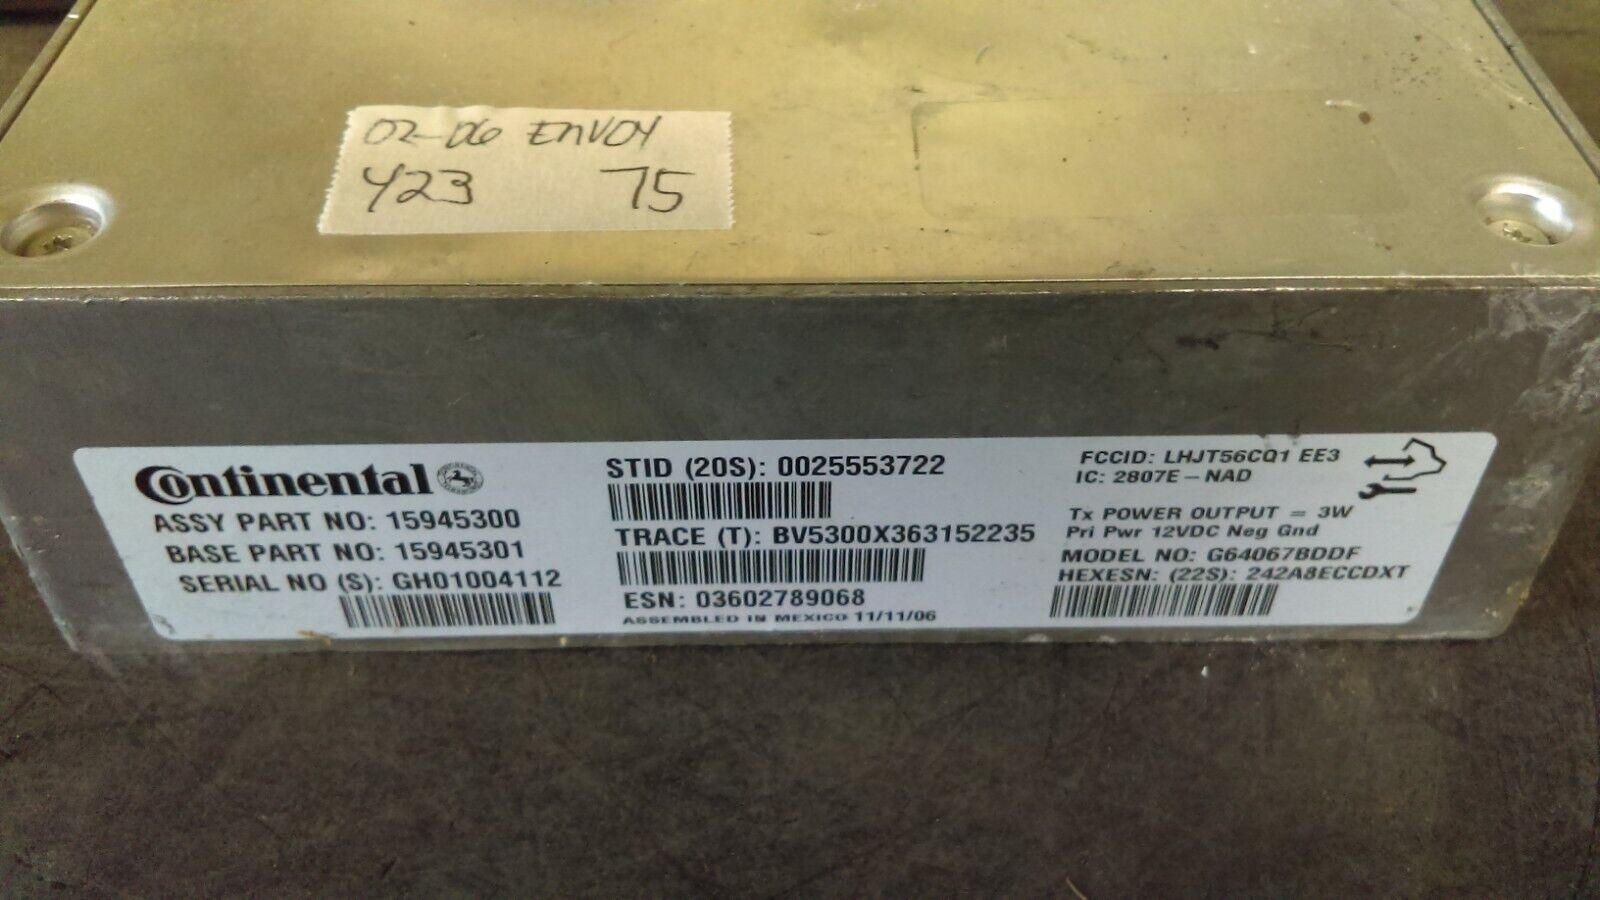 02-06 ENVOY
423 75
Continental
ASSY PART NO: 15945300
BASE PART NO: 15945301
SERIAL NO (S): GH01004112
STID (20S): 0025553722
TRACE (T): BV5300X363152235
ESN: 03602789068
ASSEMBLED IN MEXICO 11/11/06
FCCID: LHJT56CQ1 EE3
IC: 2807E-NAD
Tx POWER OUTPUT = 3W
Pri Pwr 12VDC Neg Gnd
MODEL NO: G64067BDDF
HEXESN: (22S): 242A8ECCDXT